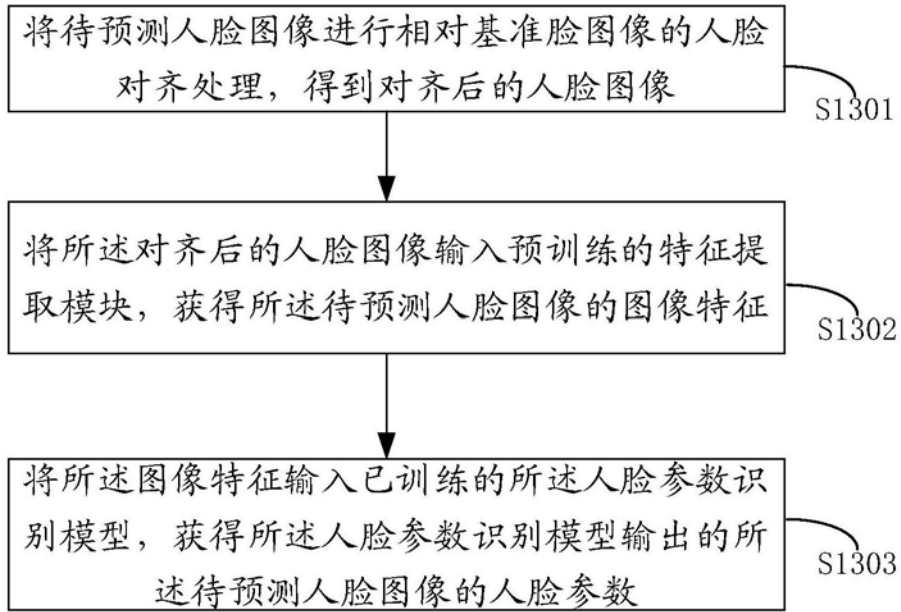 将待预测人脸图像进行相对基准脸图像的人脸
对齐处理，得到对齐后的人脸图像
S1301
将所述对齐后的人脸图像输入预训练的特征提
取模块，获得所述待预测人脸图像的图像特征
S1302
将所述图像特征输入已训练的所述人脸参数识
别模型，获得所述人脸参数识别模型输出的所
述待预测人脸图像的人脸参数
S1303